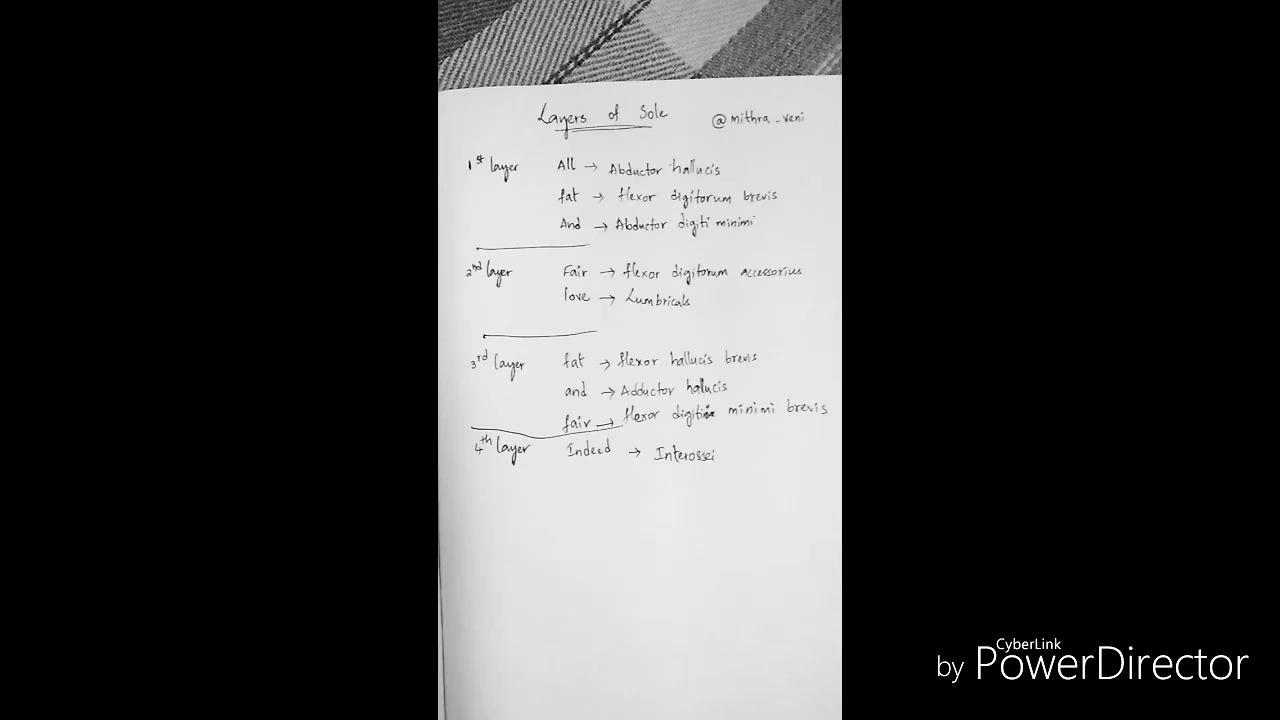 Layers of Sole
@mithra_veni
1st layer All → Abductor hallucis
fat → flexor digitorum brevis
And → Abductor digiti minimi
2nd layer Fair → flexor digitorum accessorius
love → Lumbricals
3rd layer fat → flexor hallucis brevis
and → Adductor hallucis
fair → flexor digiti minimi brevis
4th layer Indeed → Interossei
CyberLink
by PowerDirector